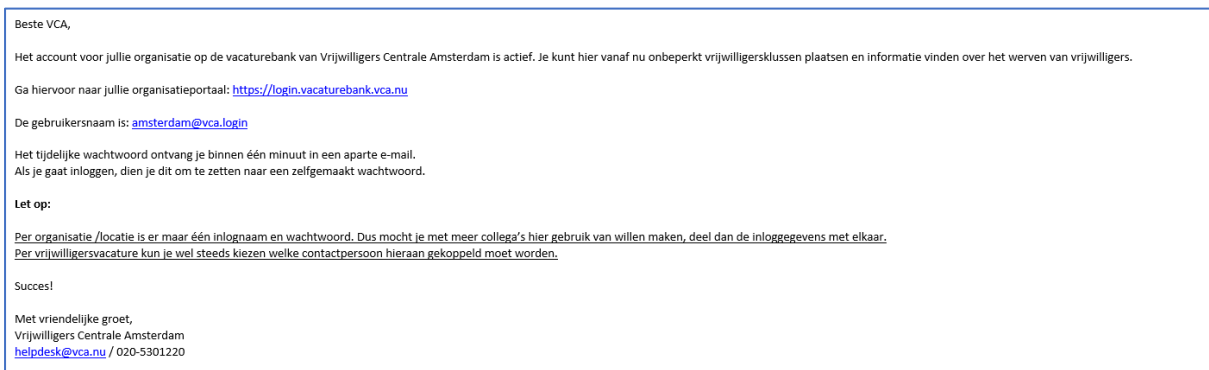 Beste VCA,
Het account voor jullie organisatie op de vacaturebank van Vrijwilligers Centrale Amsterdam is actief. Je kunt hier vanaf nu onbeperkt vrijwilligersklussen plaatsen en informatie vinden over het werven van vrijwilligers.
Ga hiervoor naar jullie organisatieportaal: https://login.vacaturebank.vca.nu
De gebruikersnaam is: amsterdam@vca.login
Het tijdelijke wachtwoord ontvang je binnen één minuut in een aparte e-mail.
Als je gaat inloggen, dien je dit om te zetten naar een zelfgemaakt wachtwoord.
Let op:
Per organisatie /locatie is er maar één inlognaam en wachtwoord. Dus mocht je met meer collega's hier gebruik van willen maken, deel dan de inloggegevens met elkaar.
Per vrijwilligersvacature kun je wel steeds kiezen welke contactpersoon hieraan gekoppeld moet worden.
Succes!
Met vriendelijke groet,
Vrijwilligers Centrale Amsterdam
helpdesk@vca.nu / 020-5301220